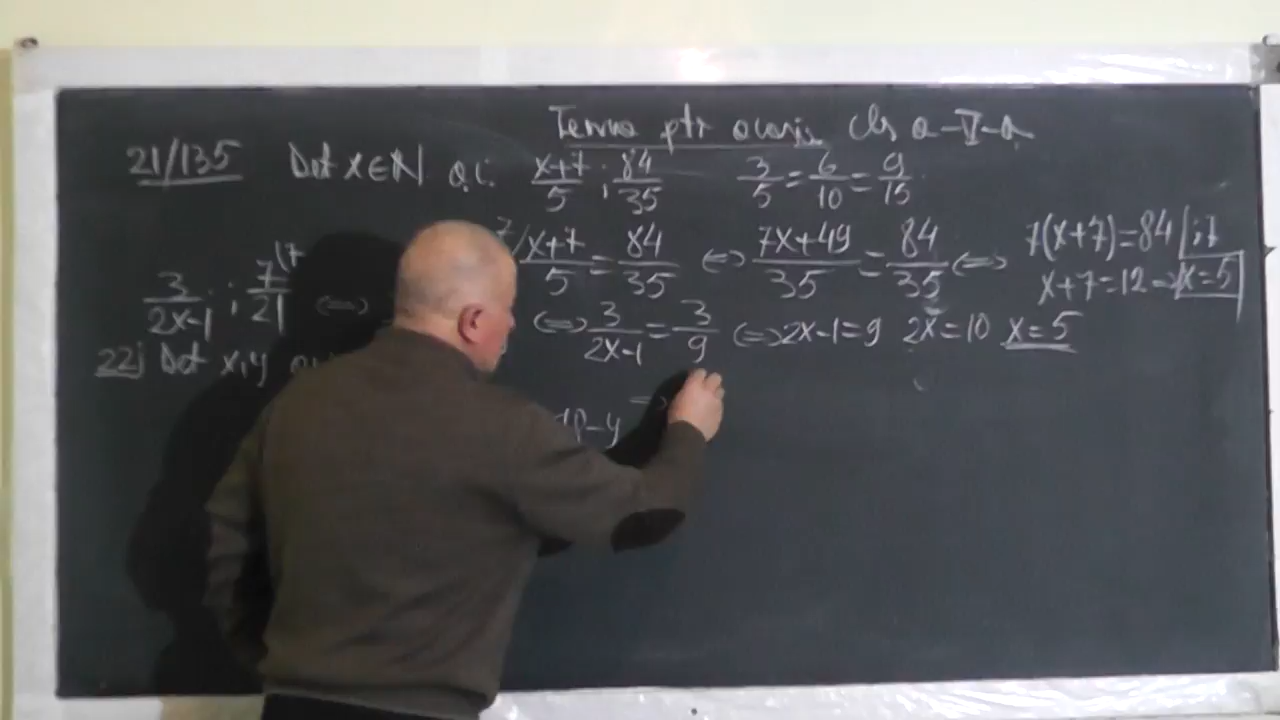 Tema ptr acasă cls a-V-a
21/135 Det x∈ℕ a.i. x+7/5 ; 84/35 3/5 = 6/10 = 9/15
7/ x+7/5 = 84/35 ⇔ 7x+49/35 = 84/35 ⇔ 7(x+7)=84 |:7
x+7=12 ⇒ x=5
3/2x-1 ; 7/21 (7 ⇔ ⇔ 3/2x-1 = 3/9 ⇔ 2x-1=9 2x=10 x=5
22) Det x,y
-y ⇒